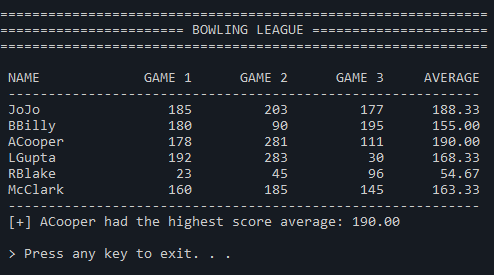 ============================================================
======================= BOWLING LEAGUE ======================
============================================================
NAME GAME 1 GAME 2 GAME 3 AVERAGE
-----------------------------------------------------------
JoJo 185 203 177 188.33
BBilly 180 90 195 155.00
ACooper 178 281 111 190.00
LGupta 192 283 30 168.33
RBlake 23 45 96 54.67
McClark 160 185 145 163.33
-----------------------------------------------------------
[+] ACooper had the highest score average: 190.00
> Press any key to exit. . .